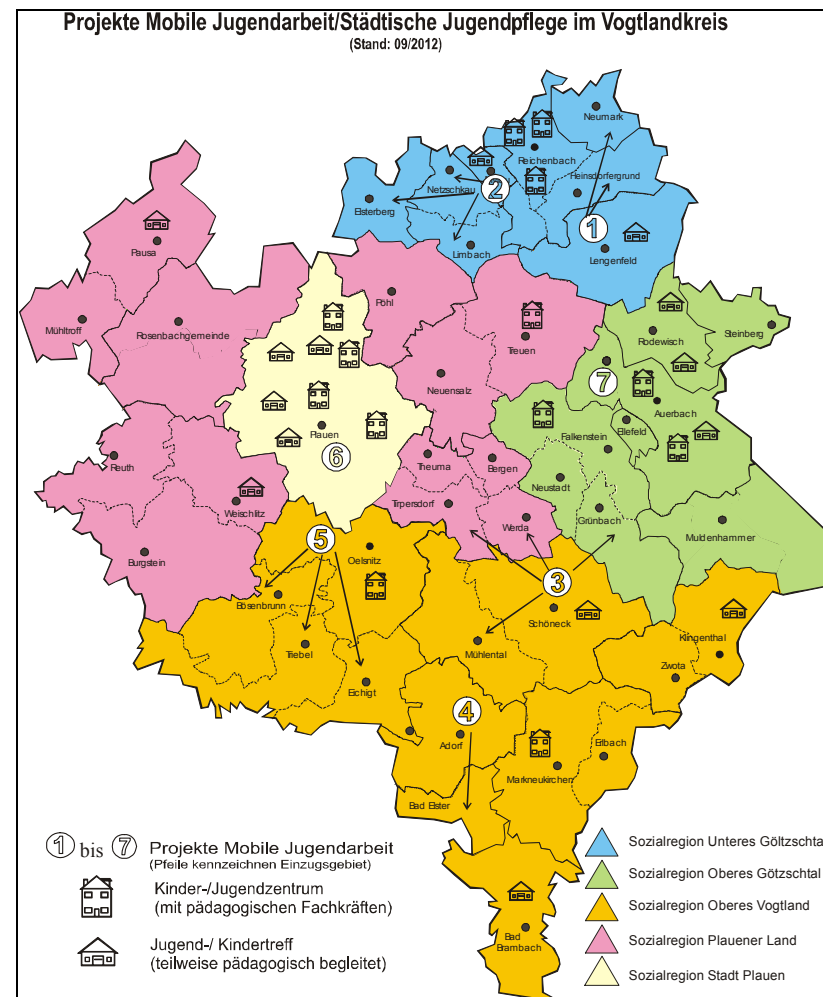 Projekte Mobile Jugendarbeit/Städtische Jugendpflege im Vogtlandkreis
(Stand: 09/2012)
Neumark
Reichenbach
Heinsdorfergrund
Netzschkau
2
Elsterberg
1
Limbach
Lengenfeld
Pausa
Mühltroff
Rosenbachgemeinde
Pöhl
Treuen
Rodewisch
Steinberg
Neuensalz
7
Auerbach
Ellefeld
Plauen
Falkenstein
6
Reuth
Theuma
Bergen
Neustadt
Weischlitz
Tirpersdorf
Werda
Grünbach
Muldenhammer
5
Burgstein
Oelsnitz
3
Bösenbrunn
Schöneck
Triebel
Mühlental
Klingenthal
Eichigt
Zwota
4
Adorf
Erlbach
Markneukirchen
Bad Elster
1 bis 7 Projekte Mobile Jugendarbeit
(Pfeile kennzeichnen Einzugsgebiet)
Kinder-/Jugendzentrum
(mit pädagogischen Fachkräften)
Jugend-/ Kindertreff
(teilweise pädagogisch begleitet)
Bad
Brambach
Sozialregion Unteres Göltzschta
Sozialregion Oberes Götzschtal
Sozialregion Oberes Vogtland
Sozialregion Plauener Land
Sozialregion Stadt Plauen